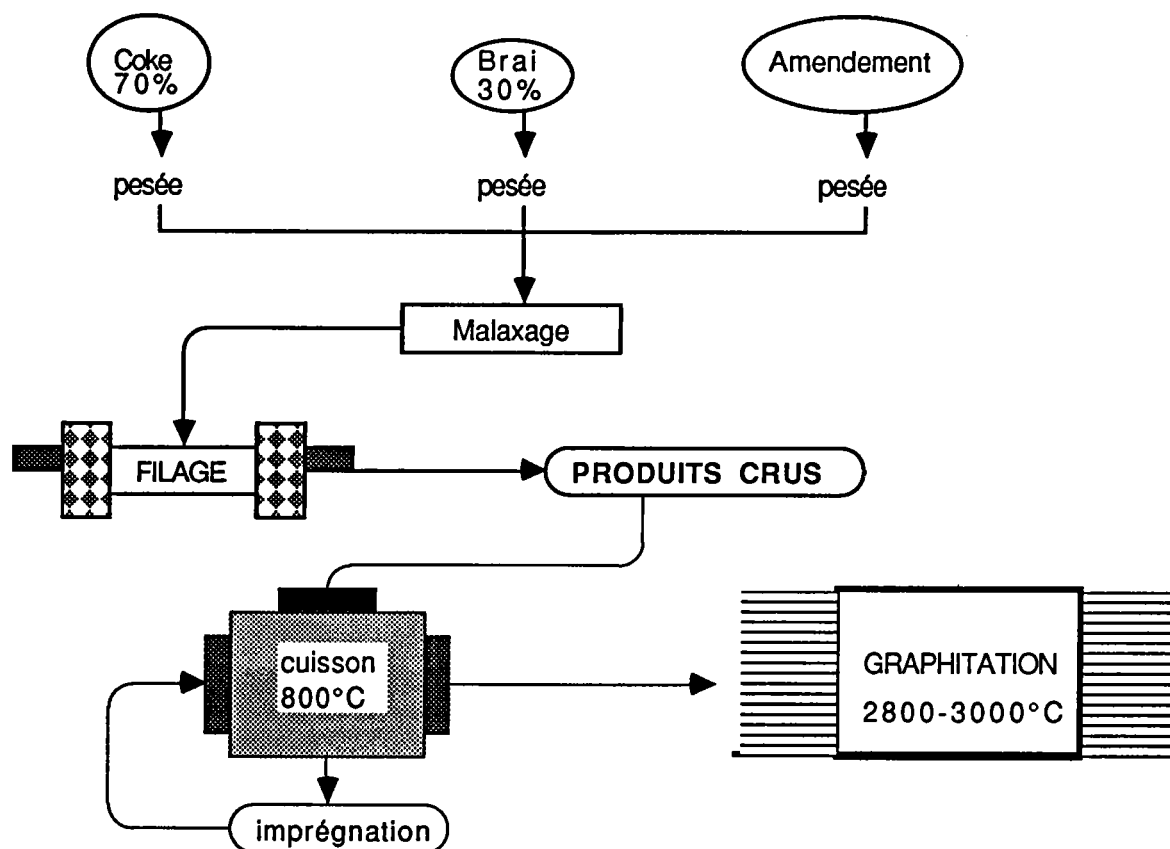 Coke
70%
Brai
30%
Amendement
pesée
pesée
pesée
Malaxage
FILAGE
PRODUITS CRUS
cuisson
800°C
GRAPHITATION
2800-3000°C
imprégnation